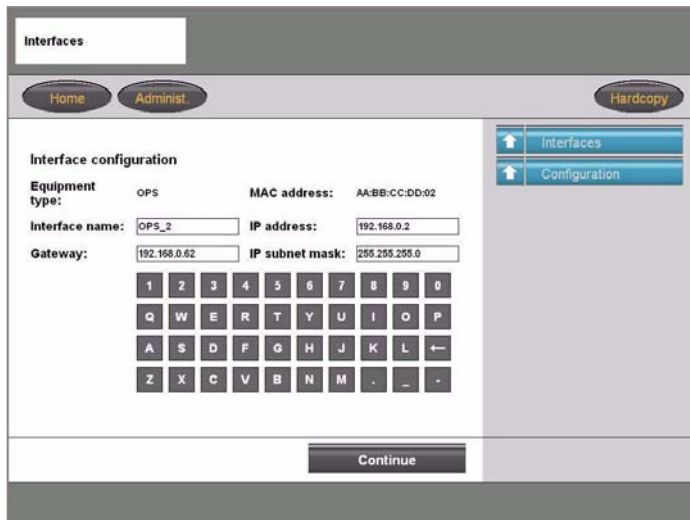 Interfaces
Home
Administ.
Hardcopy
Interfaces
Configuration
Interface configuration
Equipment type:
OPS
MAC address:
AA:BB:CC:DD:02
Interface name:
OPS_2
IP address:
192.168.0.2
Gateway:
192.168.0.62
IP subnet mask:
255.255.255.0
1 2 3 4 5 6 7 8 9 0
Q W E R T Y U I O P
A S D F G H J K L ←
Z X C V B N M . _ -
Continue